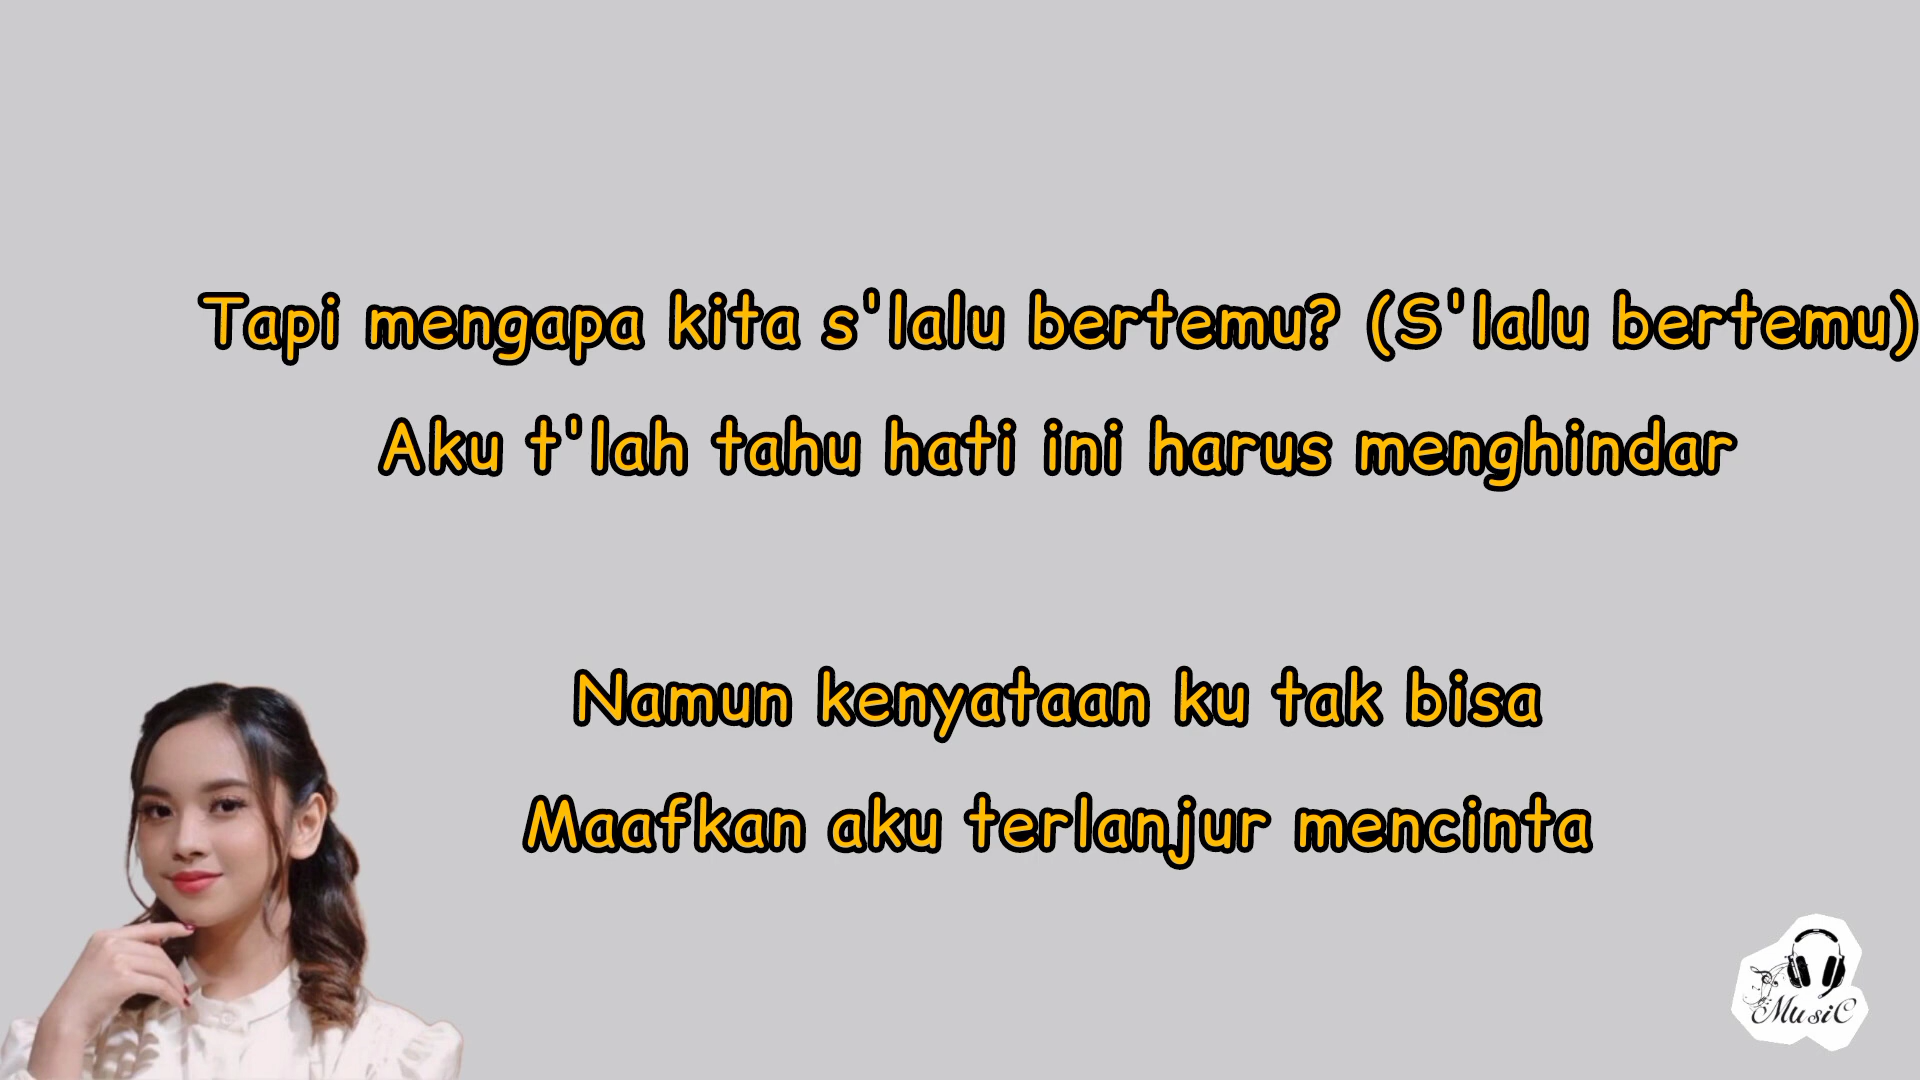 Tapi mengapa kita s'lalu bertemu? (S'lalu bertemu)
Aku t'lah tahu hati ini harus menghindar
Namun kenyataan ku tak bisa
Maafkan aku terlanjur mencinta
MusiC